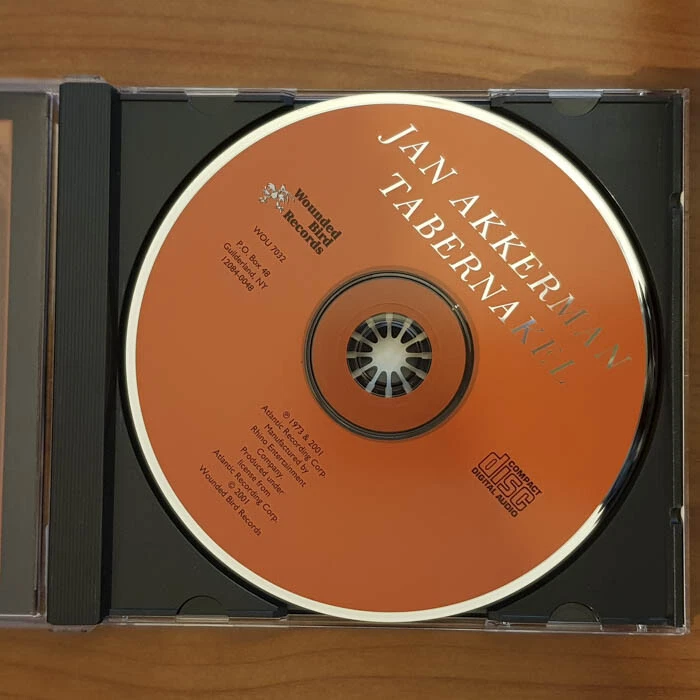 JAN AKKERMAN
TABERNAKEL
Wounded
Bird
Records
WOU 7032
P.O. Box 48
Guilderland, NY
12084-0048
℗ 1973 & 2001
Atlantic Recording Corp
Manufactured by
Rhino Entertainment
Company.
Produced under
license from
Atlantic Recording Corp.
© 2001
Wounded Bird Records
COMPACT
disc
DIGITAL AUDIO